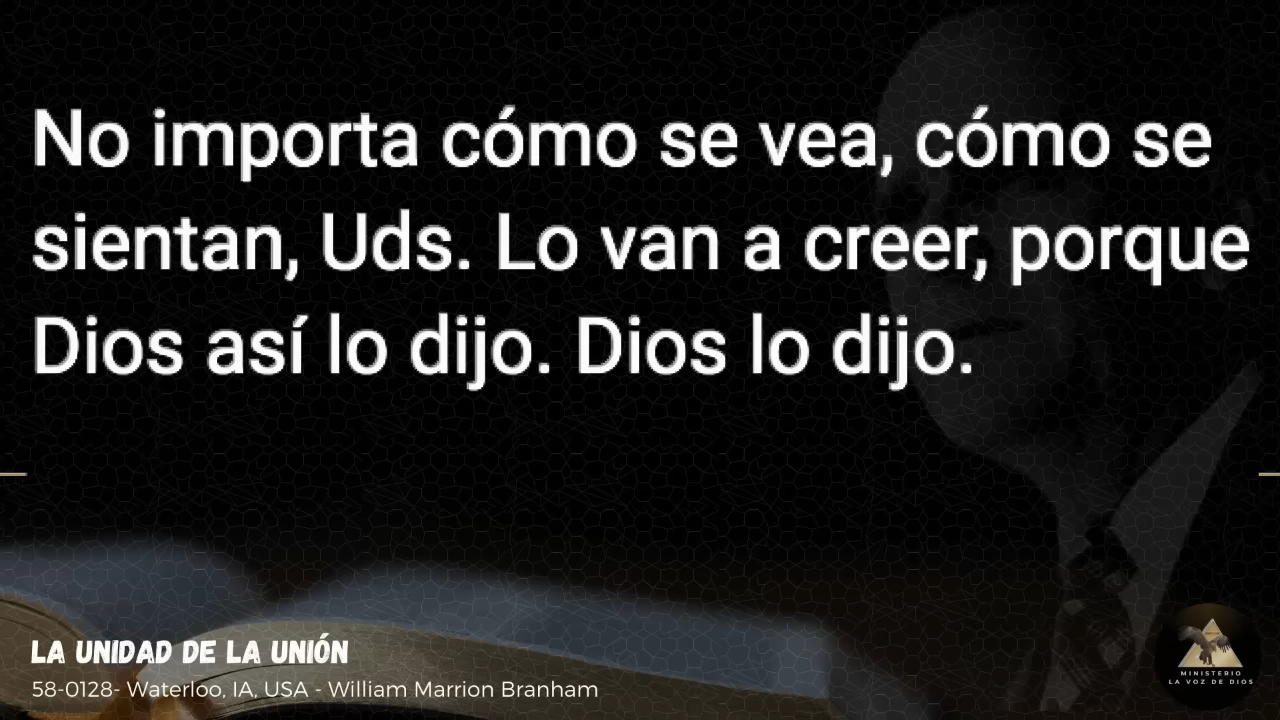 No importa cómo se vea, cómo se
sientan, Uds. Lo van a creer, porque
Dios así lo dijo. Dios lo dijo.
LA UNIDAD DE LA UNIÓN
58-0128- Waterloo, IA, USA - William Marrion Branham
MINISTERIO
LA VOZ DE DIOS